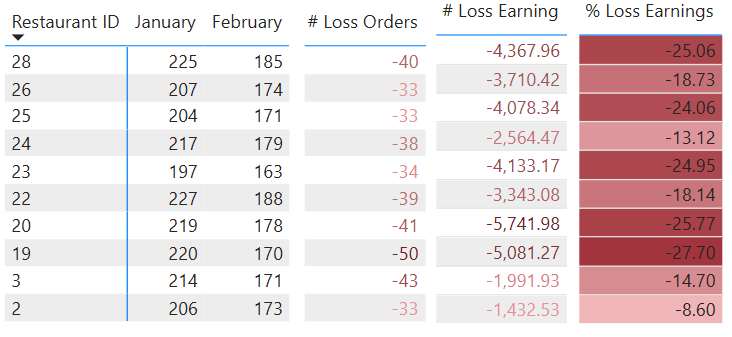 Restaurant ID January February # Loss Orders # Loss Earning % Loss Earnings
28 225 185 -40 -4,367.96 -25.06
26 207 174 -33 -3,710.42 -18.73
25 204 171 -33 -4,078.34 -24.06
24 217 179 -38 -2,564.47 -13.12
23 197 163 -34 -4,133.17 -24.95
22 227 188 -39 -3,343.08 -18.14
20 219 178 -41 -5,741.98 -25.77
19 220 170 -50 -5,081.27 -27.70
3 214 171 -43 -1,991.93 -14.70
2 206 173 -33 -1,432.53 -8.60